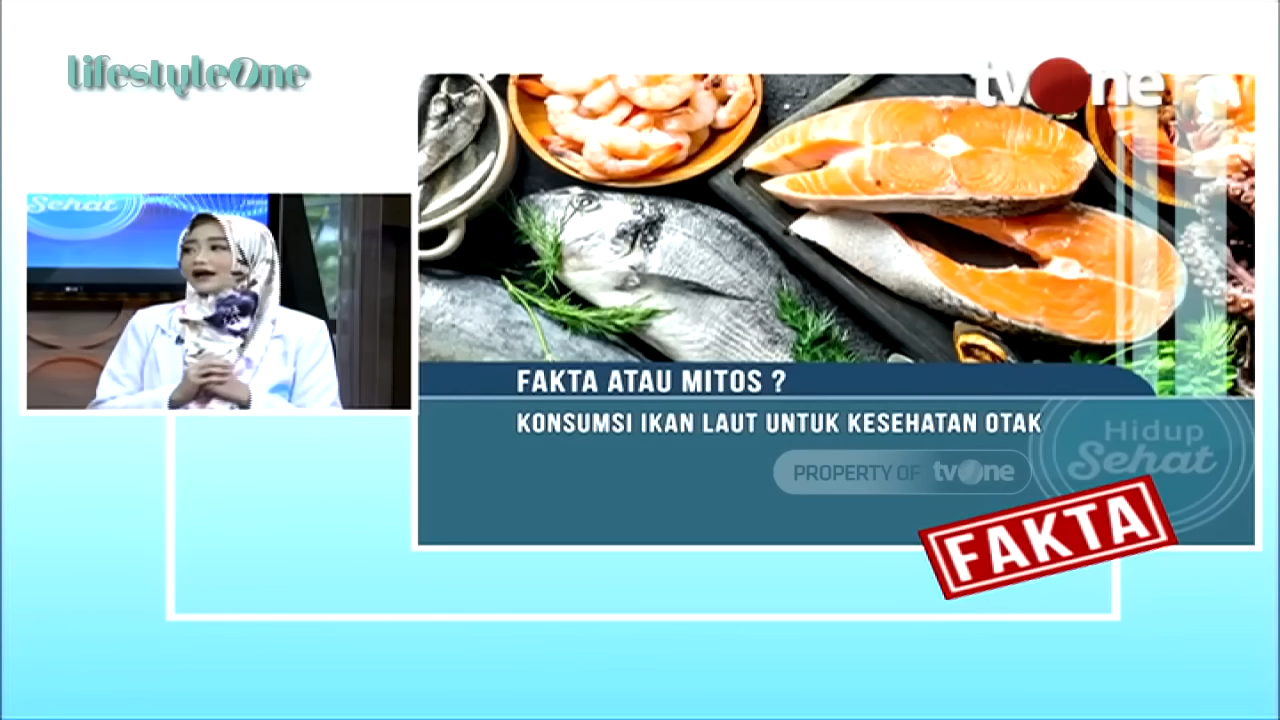 lifestyleOne
tvOne
Sehat
FAKTA ATAU MITOS ?
KONSUMSI IKAN LAUT UNTUK KESEHATAN OTAK
Hidup
Sehat
PROPERTY OF tvOne
FAKTA